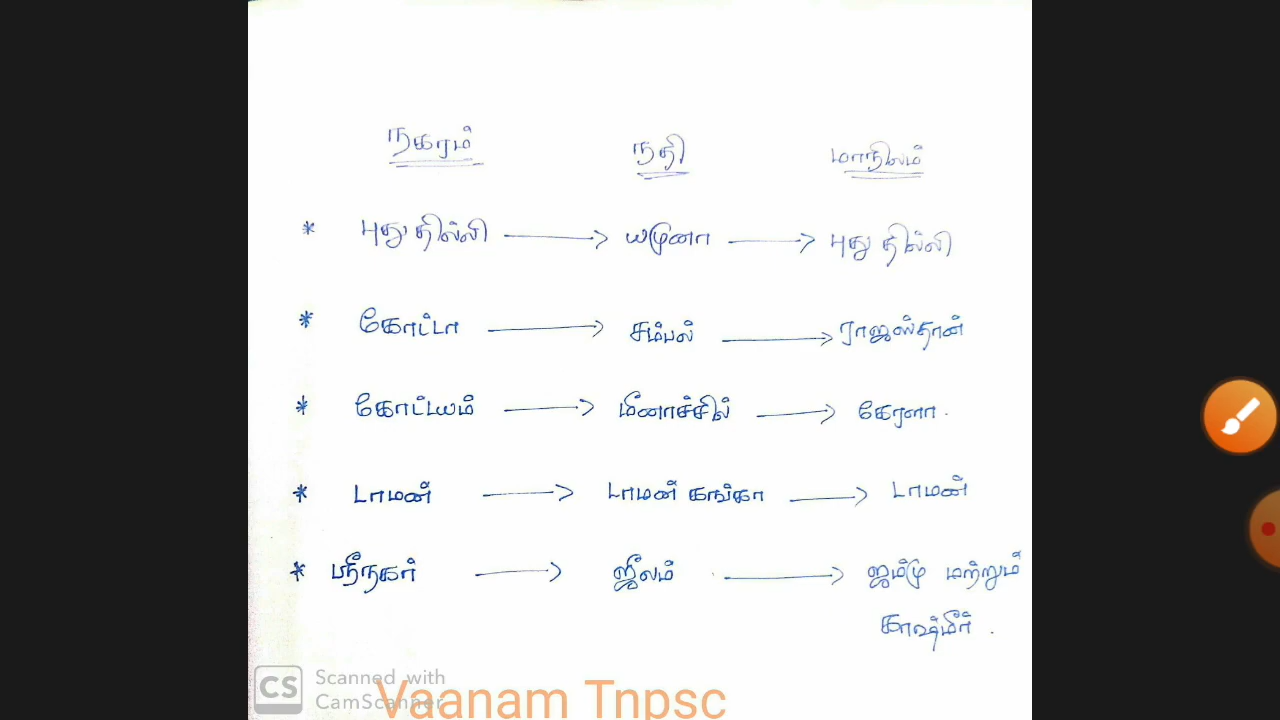 நகரம் நதி மாநிலம்
* புது தில்லி → யமுனா → புது தில்லி
* கோட்டா → சம்பல் → ராஜஸ்தான்
* கோட்டயம் → மீனாச்சில் → கேரளா.
* டாமன் → டாமன் கங்கா → டாமன்
* ஸ்ரீநகர் → ஜீலம் → ஜம்மு மற்றும்
காஷ்மீர்.
CS Scanned with
CamScanner
Vaanam Tnpsc